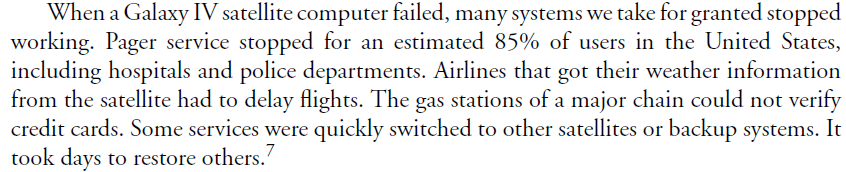 When a Galaxy IV satellite computer failed, many systems we take for granted stopped
working. Pager service stopped for an estimated 85% of users in the United States,
including hospitals and police departments. Airlines that got their weather information
from the satellite had to delay flights. The gas stations of a major chain could not verify
credit cards. Some services were quickly switched to other satellites or backup systems. It
took days to restore others.7